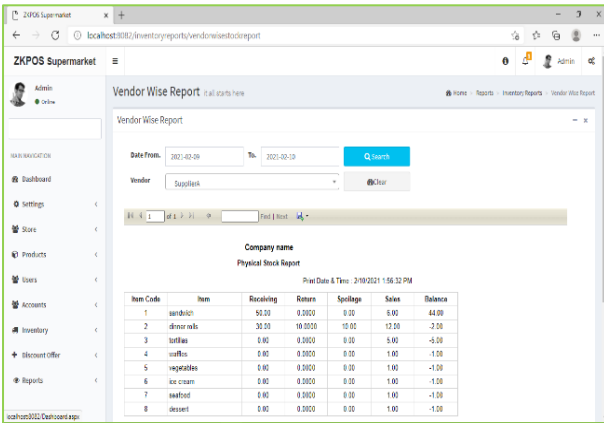 ZKPOS Supermarket
localhost:8082/inventoryreports/vendorwisestockreport
ZKPOS Supermarket
Admin
Admin
Online
Vendor Wise Report it all starts here
Home Reports Inventory Reports Vendor Wise Report
Vendor Wise Report
MAIN NAVIGATION
Dashboard
Settings
Store
Products
Users
Accounts
Inventory
Discount Offer
Reports
Date From. 2021-02-09 To. 2021-02-10 Search
Vendor SupplierA Clear
1 of 1 Find | Next
Company name
Physical Stock Report
Print Date & Time : 2/10/2021 1:56:32 PM
Item Code Item Receiving Return Spoilage Sales Balance
1 sandwich 50.00 0.0000 0.00 6.00 44.00
2 dinner rolls 30.00 10.0000 10.00 12.00 -2.00
3 tortillas 0.00 0.0000 0.00 5.00 -5.00
4 waffles 0.00 0.0000 0.00 1.00 -1.00
5 vegetables 0.00 0.0000 0.00 1.00 -1.00
6 ice cream 0.00 0.0000 0.00 1.00 -1.00
7 seafood 0.00 0.0000 0.00 1.00 -1.00
8 dessert 0.00 0.0000 0.00 1.00 -1.00
localhost:8082/Dashboard.aspx